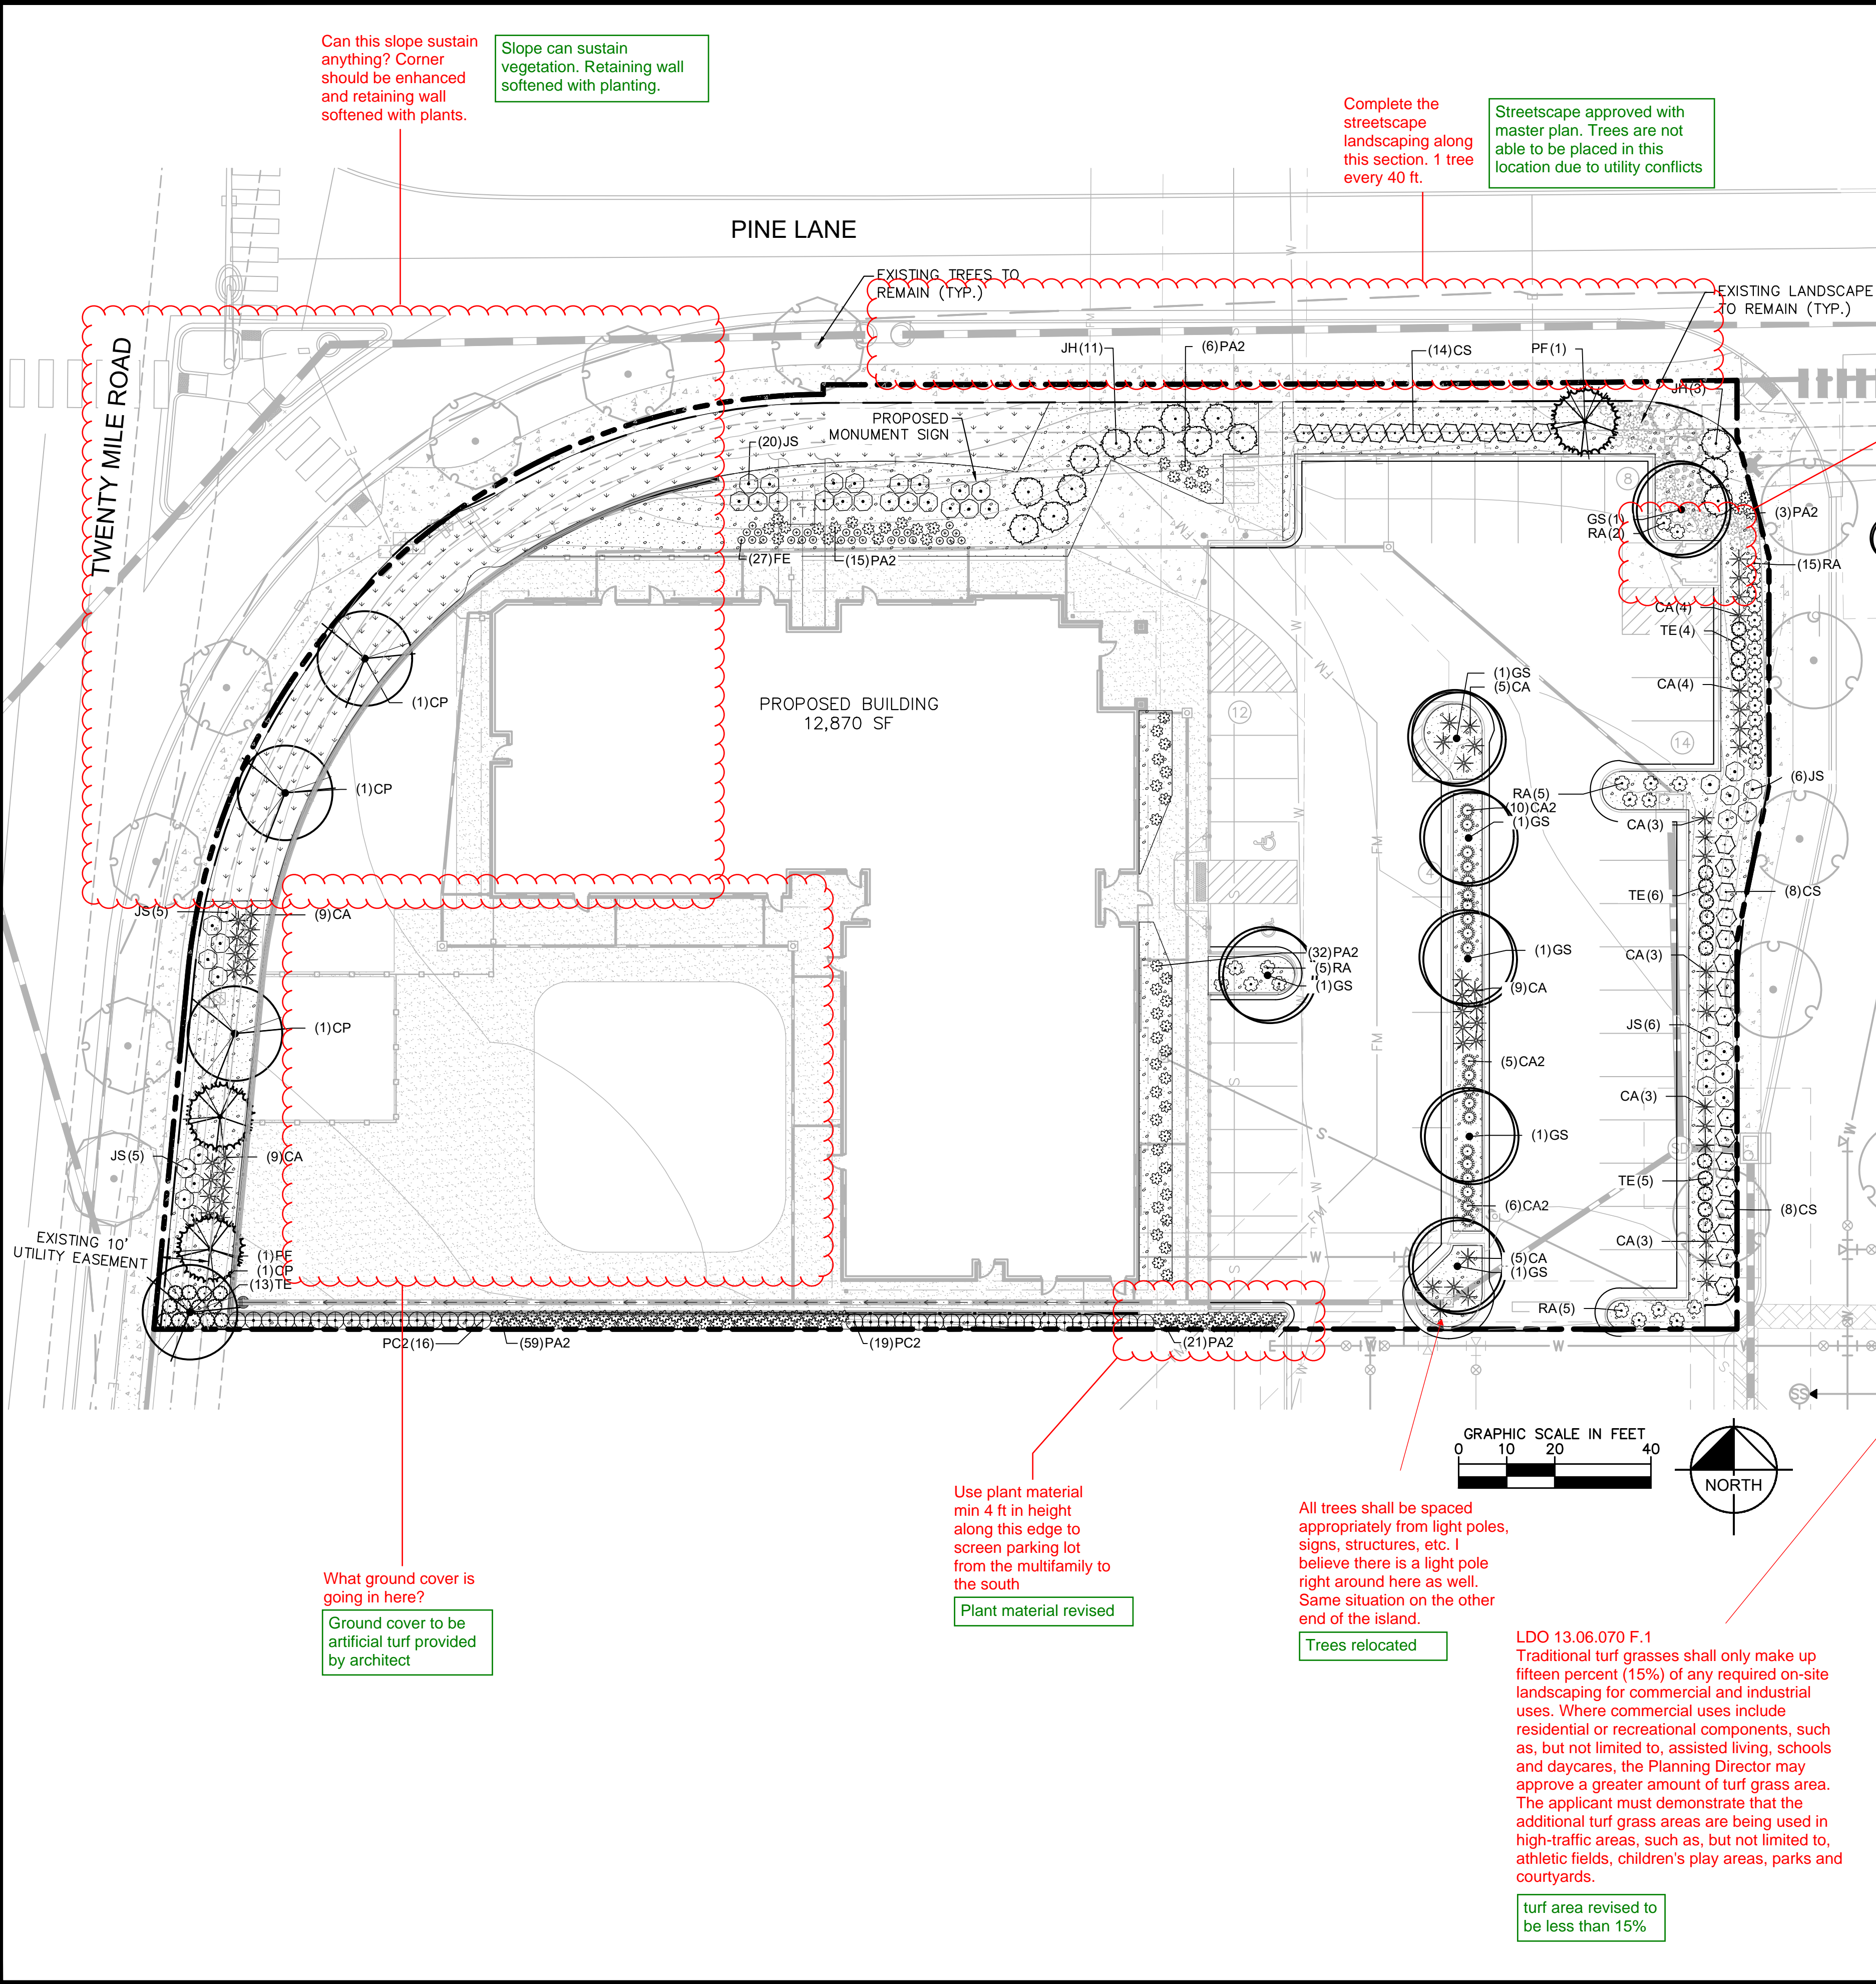 Can this slope sustain
anything? Corner
should be enhanced
and retaining wall
softened with plants.
Slope can sustain
vegetation. Retaining wall
softened with planting.
Complete the
streetscape
landscaping along
this section. 1 tree
every 40 ft.
Streetscape approved with
master plan. Trees are not
able to be placed in this
location due to utility conflicts
PINE LANE
TWENTY MILE ROAD
EXISTING TREES TO
REMAIN (TYP.)
EXISTING LANDSCAPE
TO REMAIN (TYP.)
JH(11)
(6)PA2
(14)CS
PF(1)
JH(3)
PROPOSED
MONUMENT SIGN
(20)JS
(27)FE
(15)PA2
8
GS(1)
RA(2)
(3)PA2
(15)RA
CA(4)
TE(4)
CA(4)
(1)CP
PROPOSED BUILDING
12,870 SF
12
(1)GS
(5)CA
14
(1)CP
RA(5)
(10)CA2
(1)GS
(6)JS
CA(3)
4
TE(6)
(8)CS
JS(5)
(9)CA
(32)PA2
(5)RA
(1)GS
(1)GS
CA(3)
(9)CA
(1)CP
JS(6)
(5)CA2
CA(3)
(1)GS
SD
JS(5)
(9)CA
TE(5)
(6)CA2
(8)CS
EXISTING 10'
UTILITY EASEMENT
CA(3)
(1)PF
(1)CP
(13)TE
(5)CA
(1)GS
RA(5)
PC2(16)
(59)PA2
(19)PC2
(21)PA2
SS
GRAPHIC SCALE IN FEET
0 10 20 40
NORTH
Use plant material
min 4 ft in height
along this edge to
screen parking lot
from the multifamily to
the south
Plant material revised
All trees shall be spaced
appropriately from light poles,
signs, structures, etc. I
believe there is a light pole
right around here as well.
Same situation on the other
end of the island.
Trees relocated
What ground cover is
going in here?
Ground cover to be
artificial turf provided
by architect
LDO 13.06.070 F.1
Traditional turf grasses shall only make up
fifteen percent (15%) of any required on-site
landscaping for commercial and industrial
uses. Where commercial uses include
residential or recreational components, such
as, but not limited to, assisted living, schools
and daycares, the Planning Director may
approve a greater amount of turf grass area.
The applicant must demonstrate that the
additional turf grass areas are being used in
high-traffic areas, such as, but not limited to,
athletic fields, children's play areas, parks and
courtyards.
turf area revised to
be less than 15%